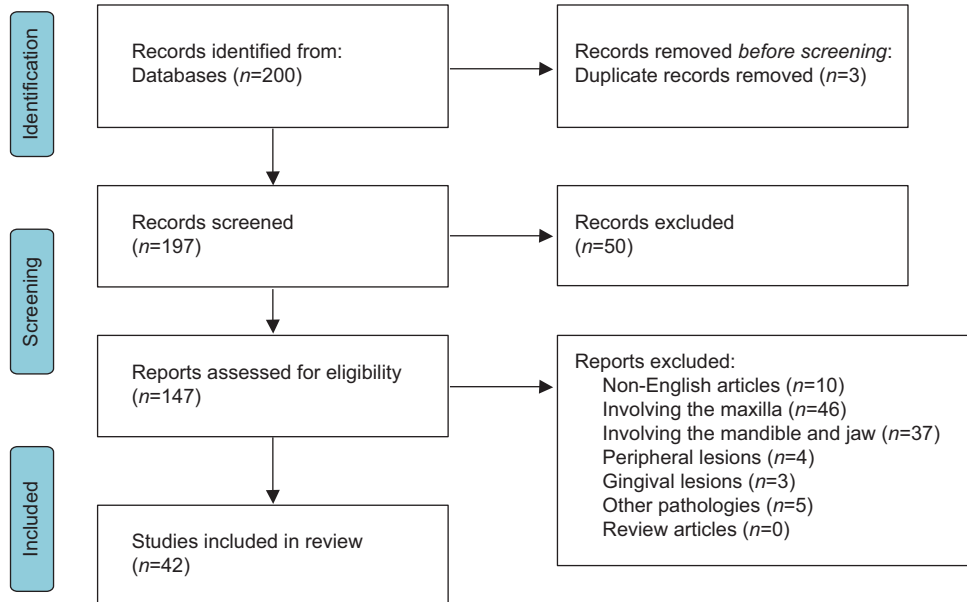 Identification
Records identified from:
Databases (n=200)
Records removed before screening:
Duplicate records removed (n=3)
Screening
Records screened
(n=197)
Records excluded
(n=50)
Reports assessed for eligibility
(n=147)
Reports excluded:
Non-English articles (n=10)
Involving the maxilla (n=46)
Involving the mandible and jaw (n=37)
Peripheral lesions (n=4)
Gingival lesions (n=3)
Other pathologies (n=5)
Review articles (n=0)
Included
Studies included in review
(n=42)